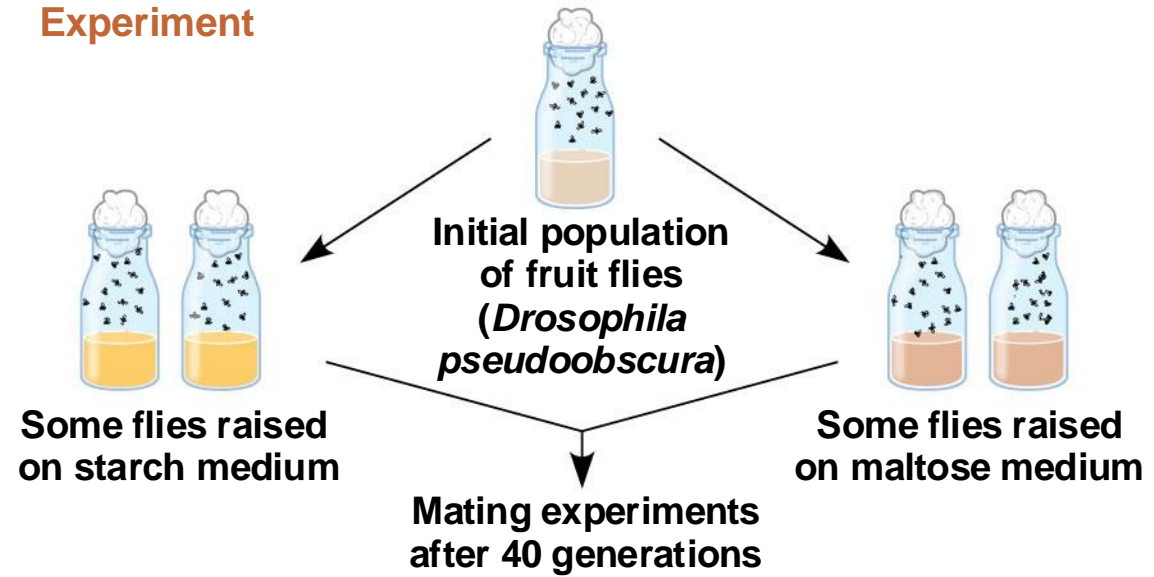 Experiment
Initial population
of fruit flies
(Drosophila
pseudoobscura)
Some flies raised
on starch medium
Some flies raised
on maltose medium
Mating experiments
after 40 generations